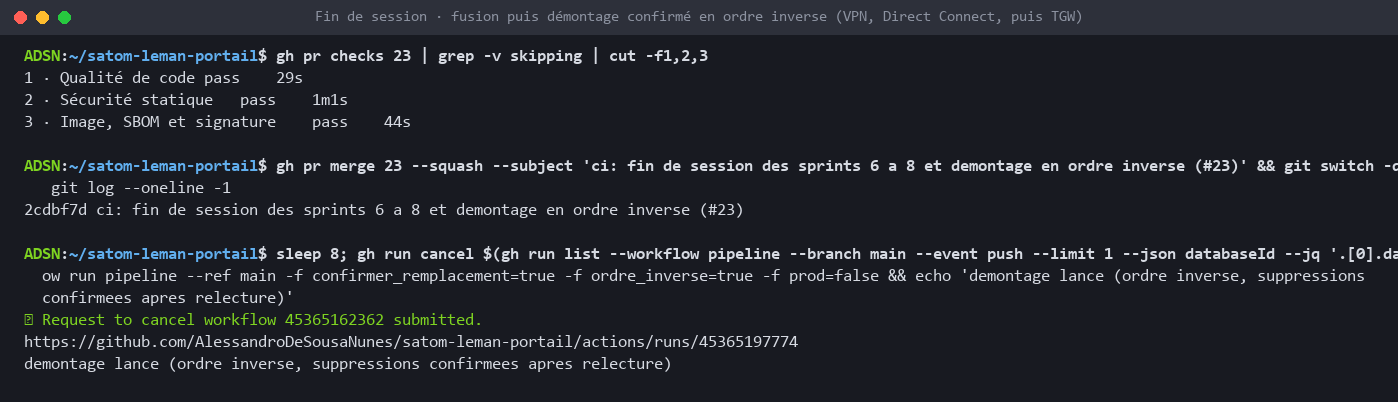 Fin de session · fusion puis démontage confirmé en ordre inverse (VPN, Direct Connect, puis TGW)
ADSN:~/satom-leman-portail$ gh pr checks 23 | grep -v skipping | cut -f1,2,3
1 · Qualité de code pass    29s
2 · Sécurité statique   pass    1m1s
3 · Image, SBOM et signature    pass    44s
ADSN:~/satom-leman-portail$ gh pr merge 23 --squash --subject 'ci: fin de session des sprints 6 a 8 et demontage en ordre inverse (#23)' && git switch
git log --oneline -1
2cdbf7d ci: fin de session des sprints 6 a 8 et demontage en ordre inverse (#23)
ADSN:~/satom-leman-portail$ sleep 8; gh run cancel $(gh run list --workflow pipeline --branch main --event push --limit 1 --json databaseId --jq '.[0].da
ow run pipeline --ref main -f confirmer_remplacement=true -f ordre_inverse=true -f prod=false && echo 'demontage lance (ordre inverse, suppressions
confirmees apres relecture)'
Request to cancel workflow 45365162362 submitted.
https://github.com/AlessandroDeSousaNunes/satom-leman-portail/actions/runs/45365197774
demontage lance (ordre inverse, suppressions confirmees apres relecture)